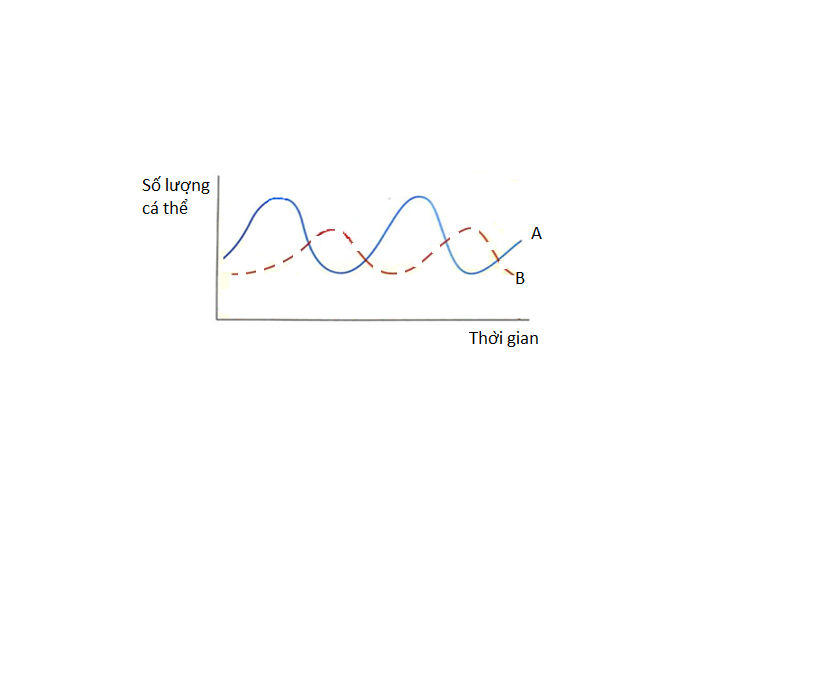 Số lượng
cá thể
A
B
Thời gian